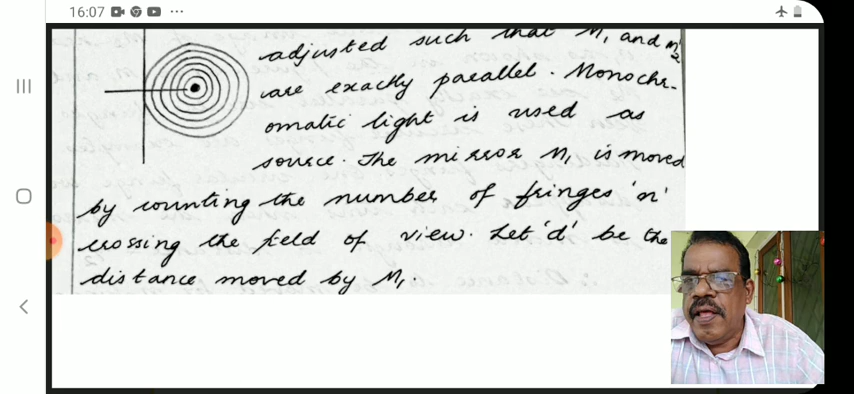 16:07
adjusted such that M₁ and M₂'
are exactly parallel. Monochr-
omatic light is used as
source. The mirror M₁ is moved
by counting the number of fringes 'n'
crossing the field of view. Let 'd' be the
distance moved by M₁.